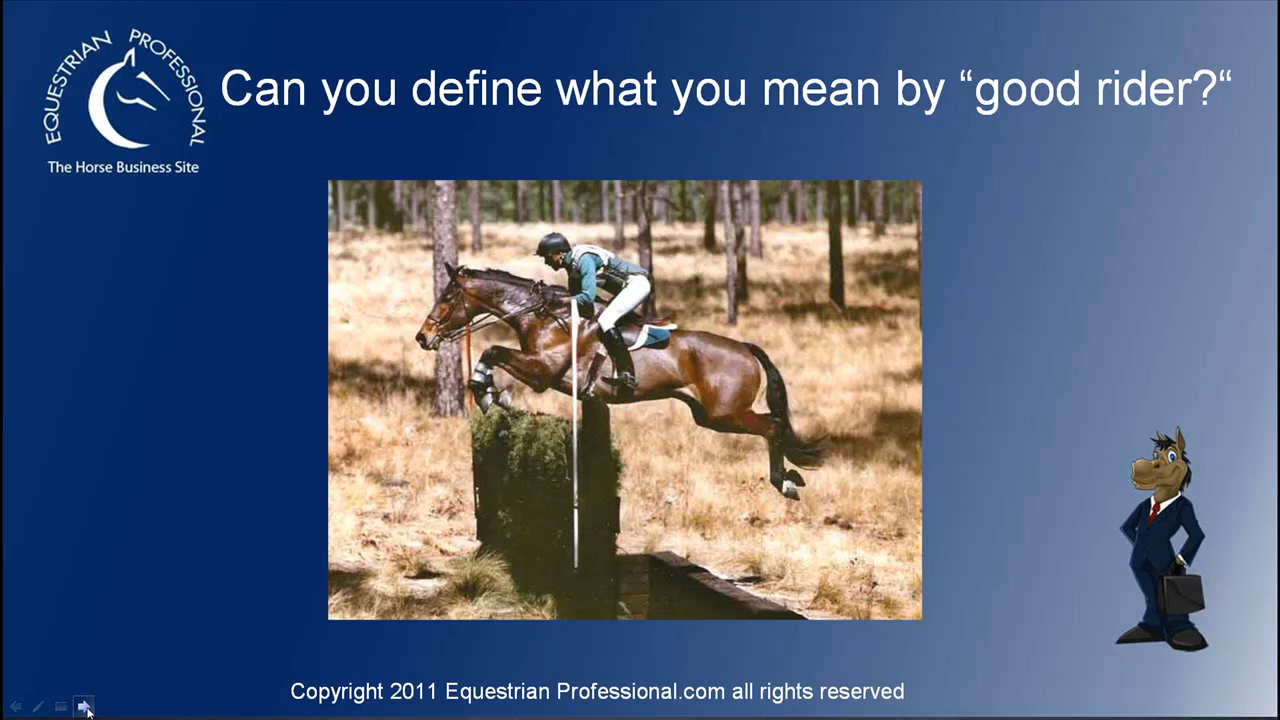 EQUESTRIAN PROFESSIONAL
The Horse Business Site
Can you define what you mean by “good rider?“
Copyright 2011 Equestrian Professional.com all rights reserved